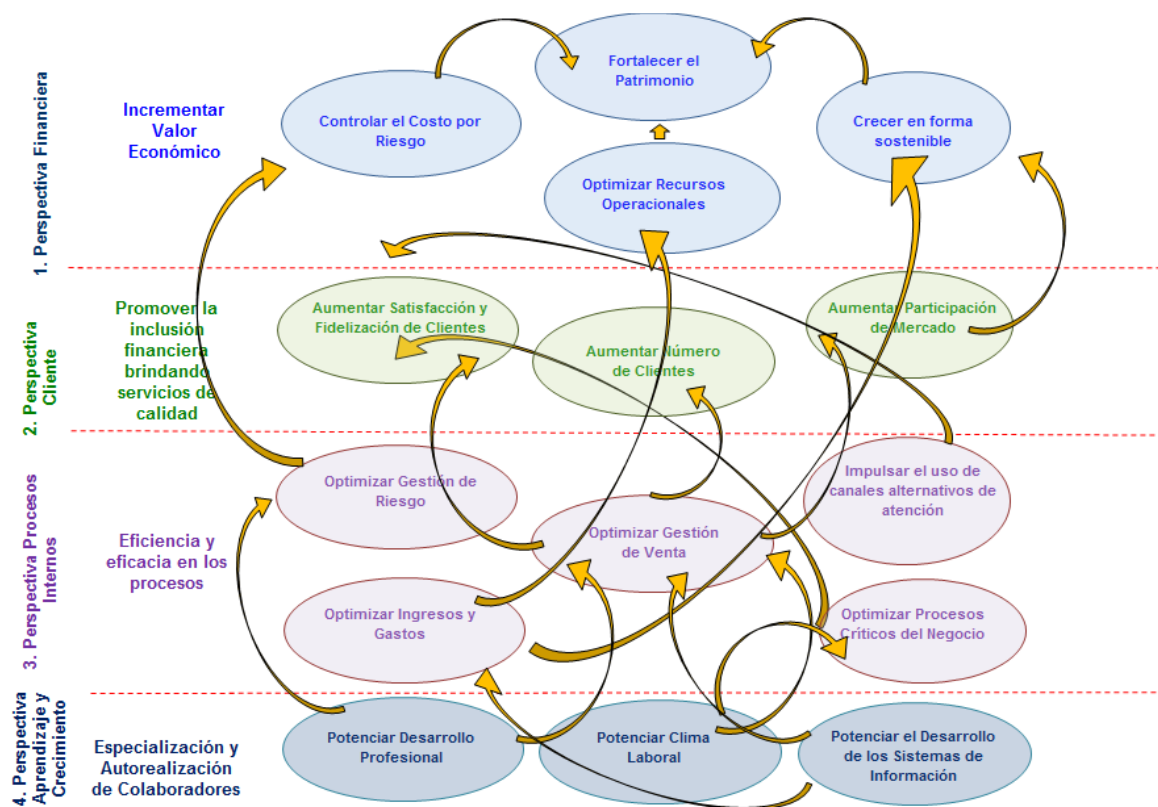 1. Perspectiva Financiera
Incrementar
Valor
Económico
Controlar el Costo por
Riesgo
Fortalecer el
Patrimonio
Optimizar Recursos
Operacionales
Crecer en forma
sostenible
2. Perspectiva
Cliente
Promover la
inclusión
financiera
brindando
servicios de
calidad
Aumentar Satisfacción y
Fidelización de Clientes
Aumentar Número
de Clientes
Aumentar Participación
de Mercado
3. Perspectiva Procesos
Internos
Eficiencia y
eficacia en los
procesos
Optimizar Gestión de
Riesgo
Optimizar Gestión
de Venta
Impulsar el uso de
canales alternativos de
atención
Optimizar Ingresos y
Gastos
Optimizar Procesos
Críticos del Negocio
4. Perspectiva
Aprendizaje y
Crecimiento
Especialización y
Autorealización
de Colaboradores
Potenciar Desarrollo
Profesional
Potenciar Clima
Laboral
Potenciar el Desarrollo
de los Sistemas de
Información